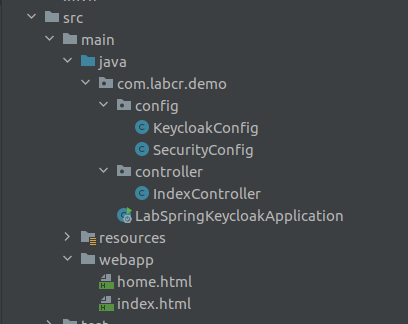 src
main
java
com.labcr.demo
config
KeycloakConfig
SecurityConfig
controller
IndexController
LabSpringKeycloakApplication
resources
webapp
home.html
index.html